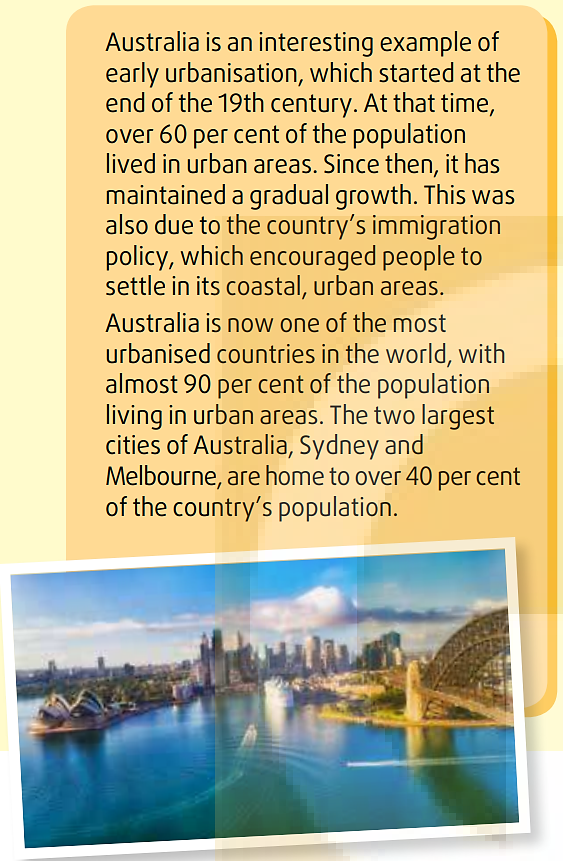 Australia is an interesting example of
early urbanisation, which started at the
end of the 19th century. At that time,
over 60 per cent of the population
lived in urban areas. Since then, it has
maintained a gradual growth. This was
also due to the country's immigration
policy, which encouraged people to
settle in its coastal, urban areas.
Australia is now one of the most
urbanised countries in the world, with
almost 90 per cent of the population
living in urban areas. The two largest
cities of Australia, Sydney and
Melbourne, are home to over 40 per cent
of the country's population.